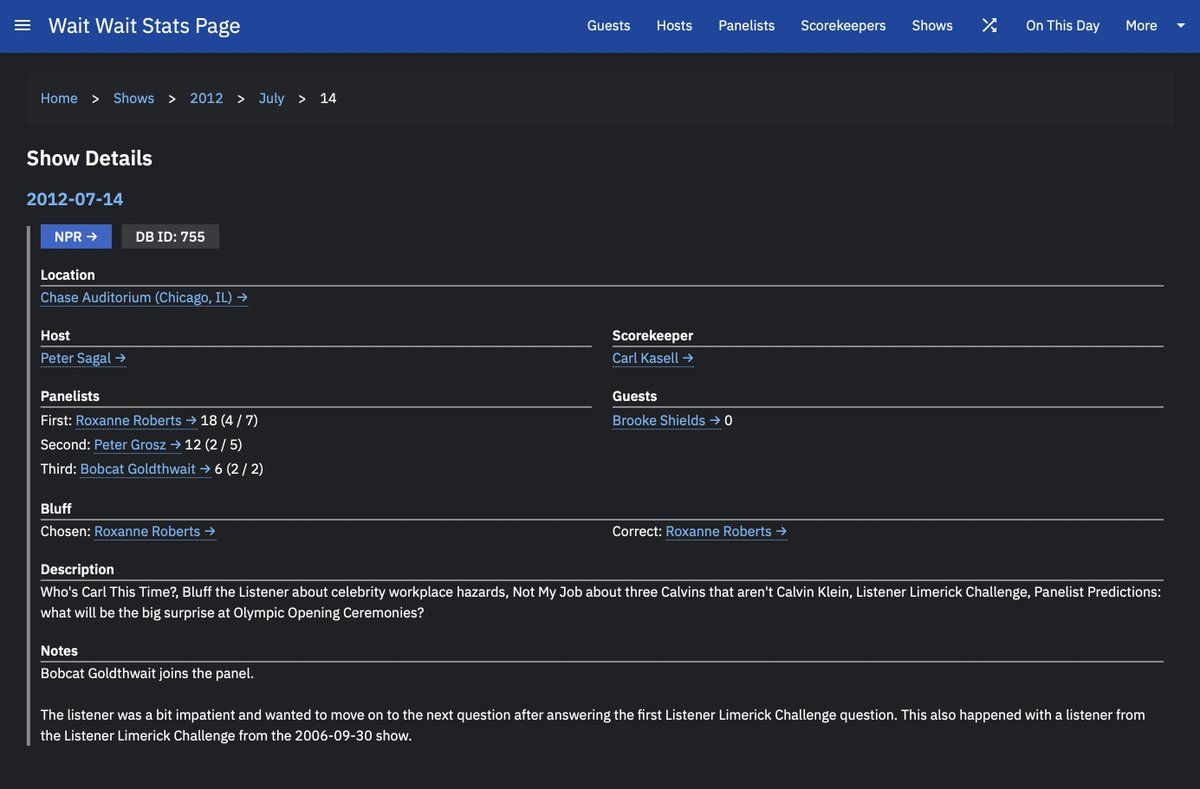 Wait Wait Stats Page
Guests Hosts Panelists Scorekeepers Shows On This Day More
Home > Shows > 2012 > July > 14
Show Details
2012-07-14
NPR → DB ID: 755
Location
Chase Auditorium (Chicago, IL) →
Host
Peter Sagal →
Scorekeeper
Carl Kasell →
Panelists
First: Roxanne Roberts → 18 (4 / 7)
Second: Peter Grosz → 12 (2 / 5)
Third: Bobcat Goldthwait → 6 (2 / 2)
Guests
Brooke Shields → 0
Bluff
Chosen: Roxanne Roberts →
Correct: Roxanne Roberts →
Description
Who's Carl This Time?, Bluff the Listener about celebrity workplace hazards, Not My Job about three Calvins that aren't Calvin Klein, Listener Limerick Challenge, Panelist Predictions:
what will be the big surprise at Olympic Opening Ceremonies?
Notes
Bobcat Goldthwait joins the panel.
The listener was a bit impatient and wanted to move on to the next question after answering the first Listener Limerick Challenge question. This also happened with a listener from
the Listener Limerick Challenge from the 2006-09-30 show.